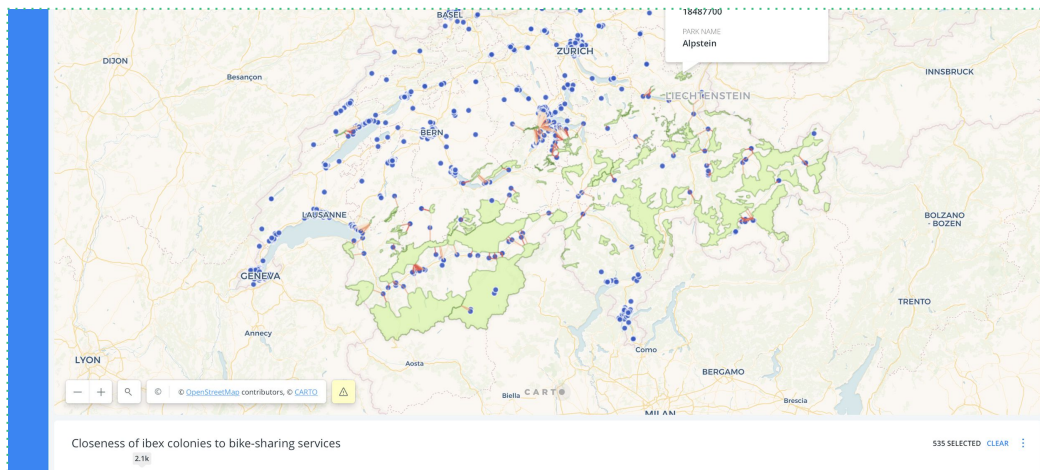 18487700
PARK NAME
Alpstein
BASEL
ZÜRICH
DIJON
Besançon
INNSBRUCK
LIECHTENSTEIN
BERN
LAUSANNE
BOLZANO
- BOZEN
GENEVA
TRENTO
Annecy
LYON
Como
Aosta
BERGAMO
© OpenStreetMap contributors, © CARTO
Biella
CARTO
Brescia
MILAN
Closeness of ibex colonies to bike-sharing services
535 SELECTED CLEAR
2.1k